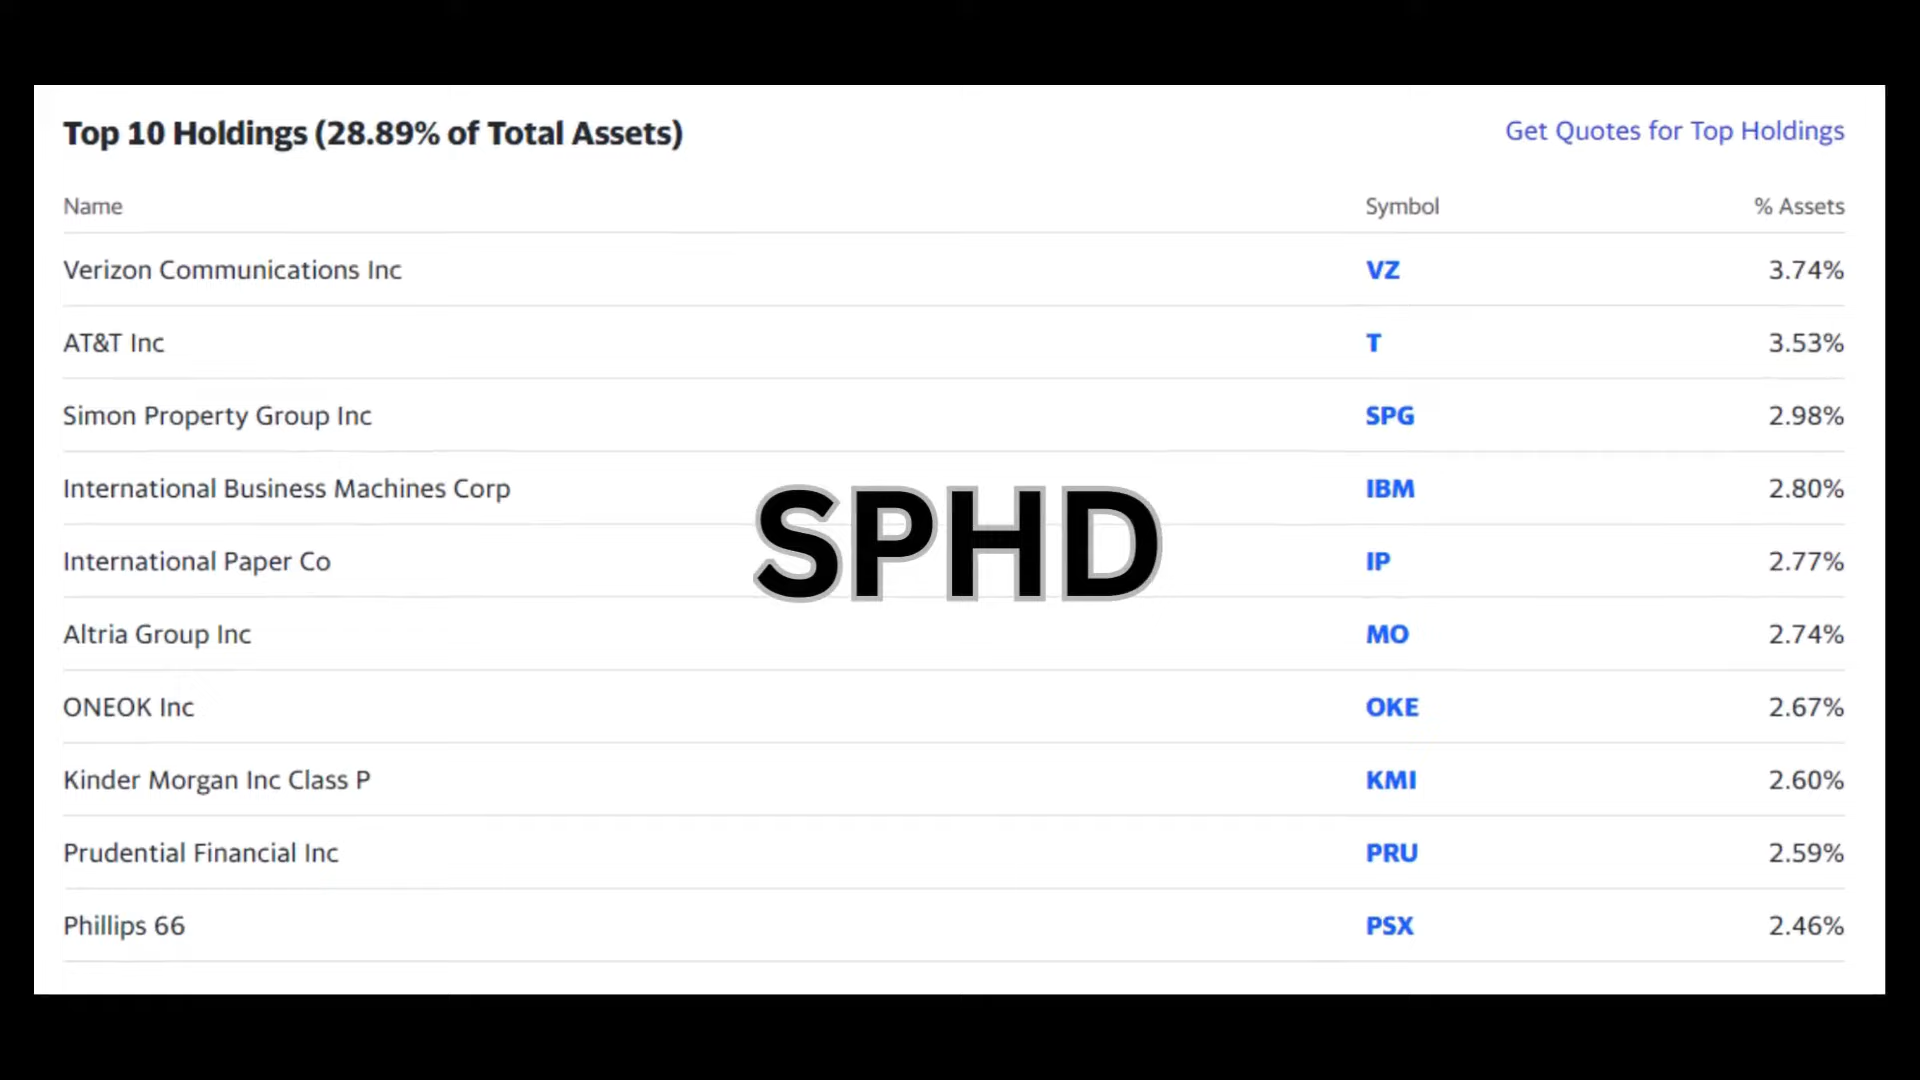 Top 10 Holdings (28.89% of Total Assets) Get Quotes for Top Holdings
Name Symbol % Assets
Verizon Communications Inc VZ 3.74%
AT&T Inc T 3.53%
Simon Property Group Inc SPG 2.98%
International Business Machines Corp IBM 2.80%
SPHD
International Paper Co IP 2.77%
Altria Group Inc MO 2.74%
ONEOK Inc OKE 2.67%
Kinder Morgan Inc Class P KMI 2.60%
Prudential Financial Inc PRU 2.59%
Phillips 66 PSX 2.46%